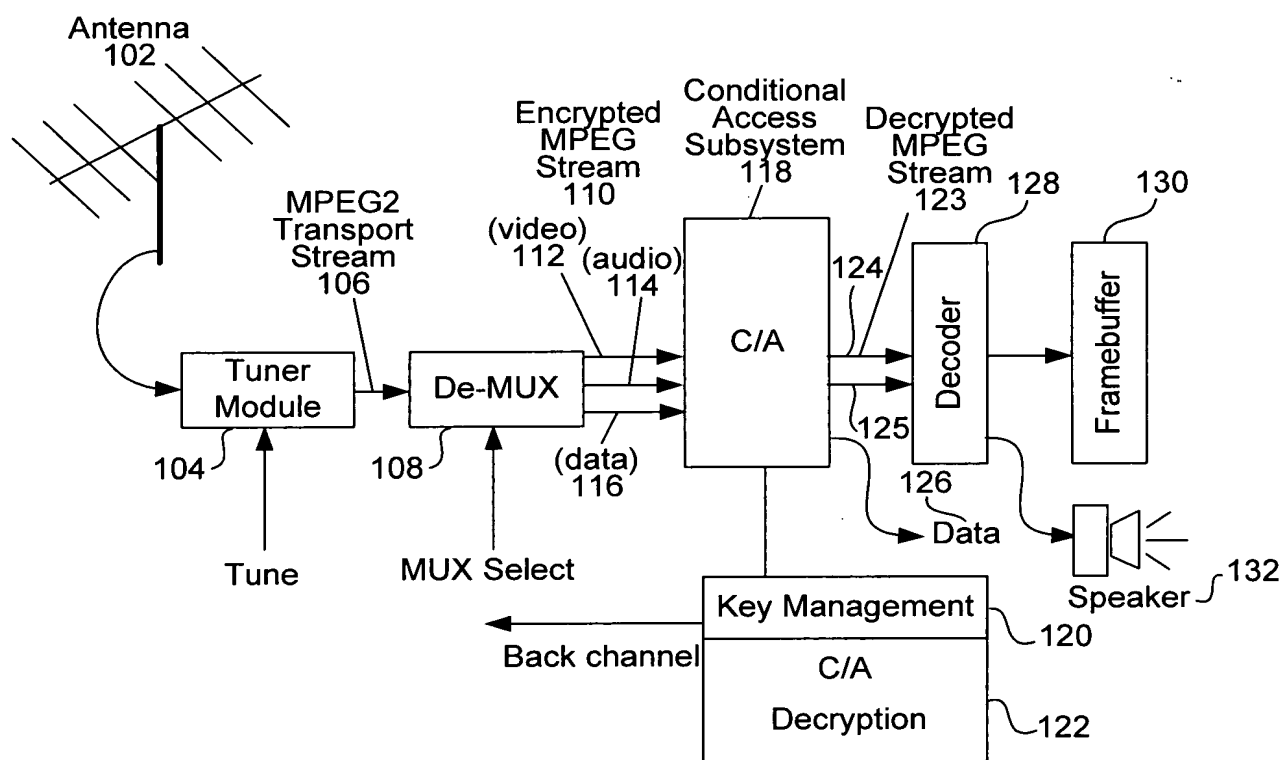 Antenna
102
MPEG2
Transport
Stream
106
Encrypted
MPEG
Stream
110
(video)
112
(audio)
114
(data)
116
Conditional
Access
Subsystem
118
Decrypted
MPEG
Stream
123
124
125
128
130
Tuner
Module
104
De-MUX
108
C/A
Decoder
Framebuffer
126
Data
Tune
MUX Select
Speaker
132
Key Management
120
Back channel
C/A
Decryption
122